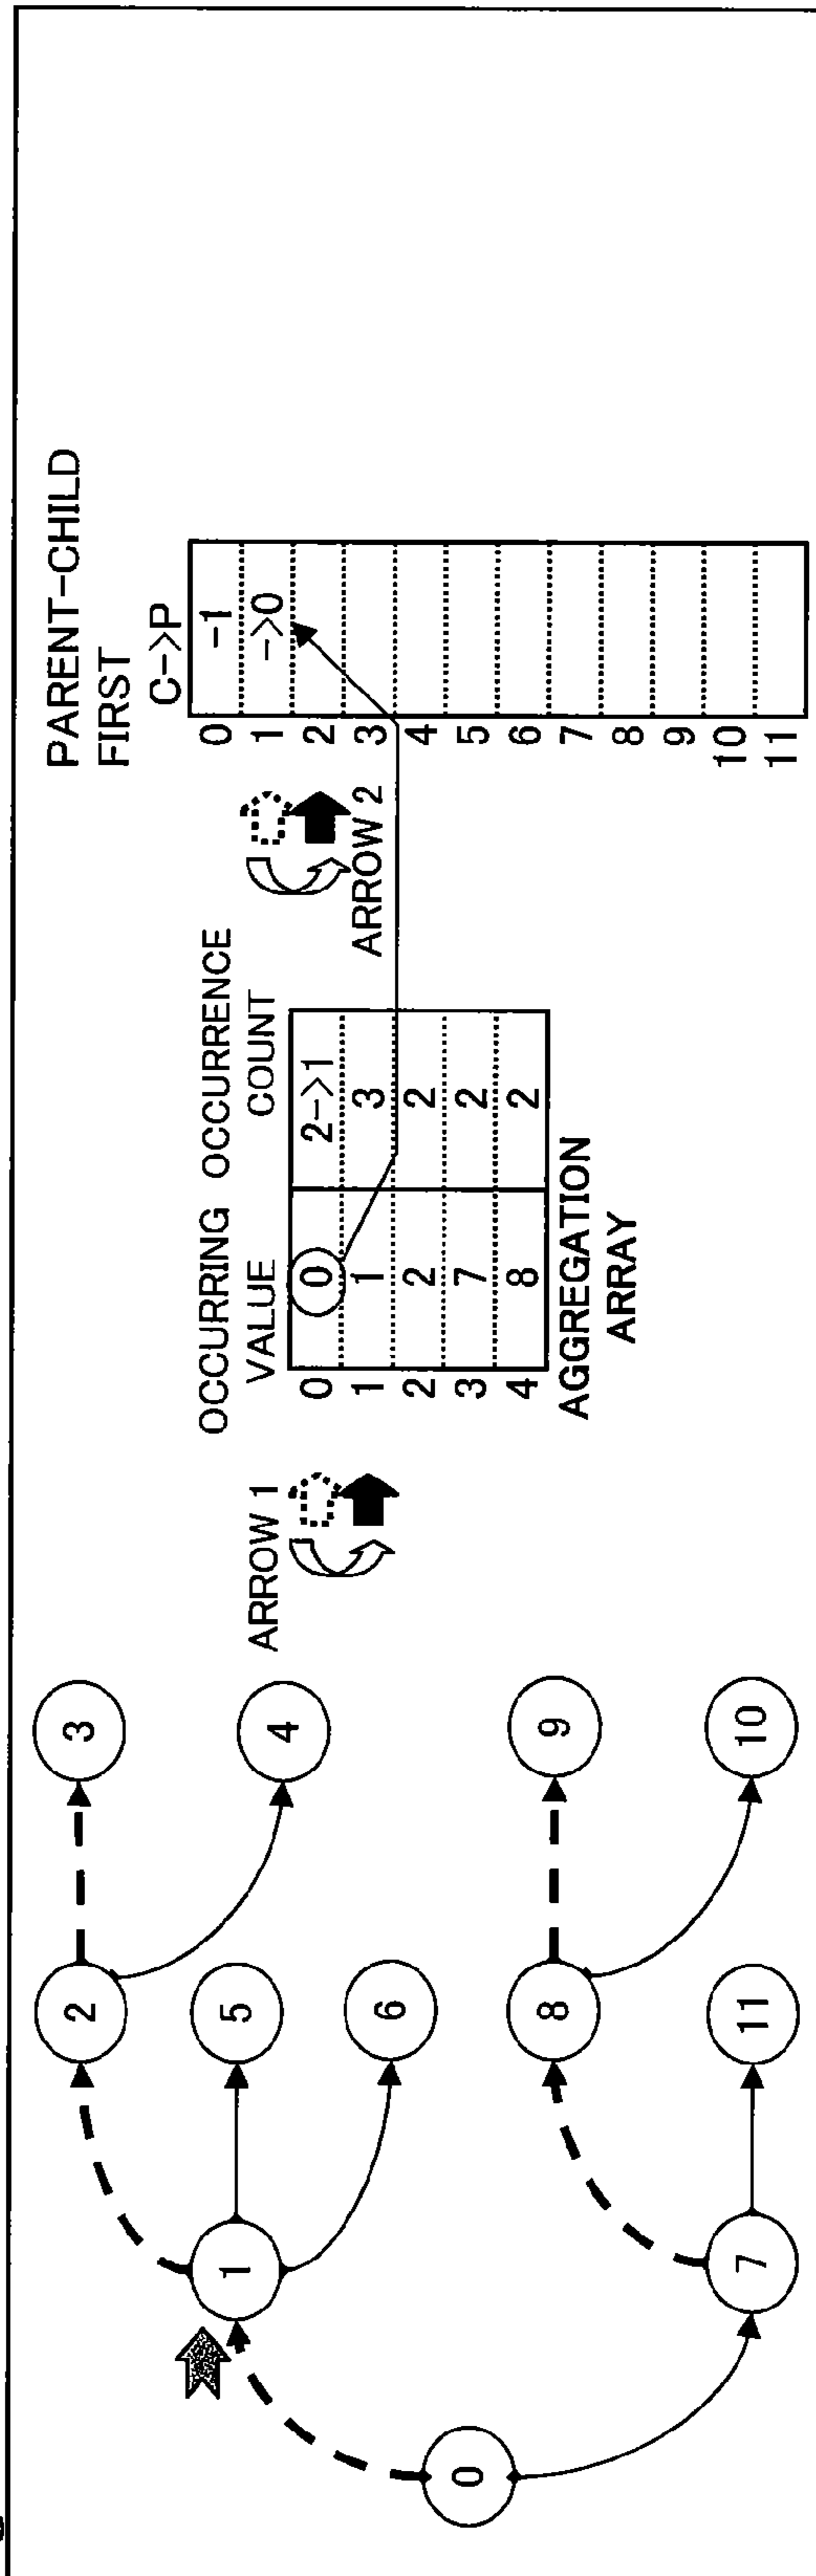 PARENT-CHILD
FIRST
C->P
0 -1
1 ->0
2
3
4
5
6
7
8
9
10
11
ARROW 2
OCCURRING OCCURRENCE
VALUE COUNT
0 0 2->1
1 1 3
2 2 2
3 7 2
4 8 2
AGGREGATION
ARRAY
ARROW 1
3
2
4
5
1
6
0
9
8
10
11
7